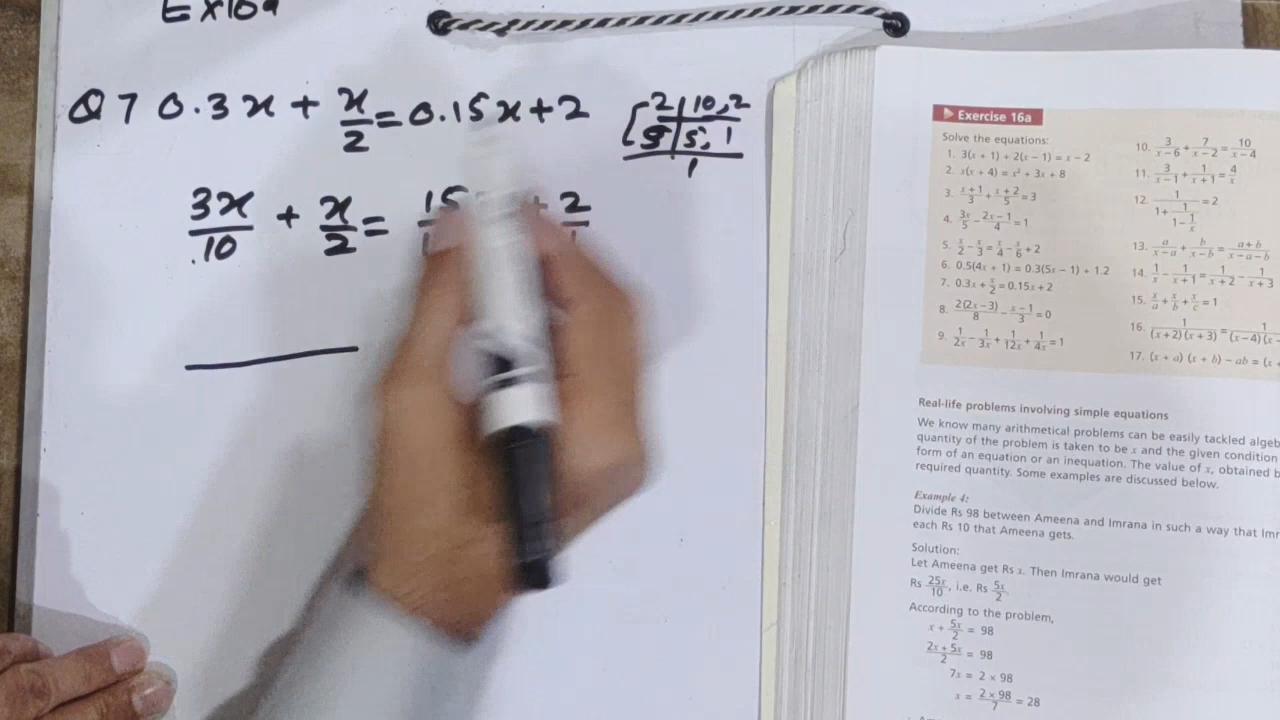 Ex16a
Q 7 0.3x + x/2 = 0.15x + 2
2 | 10, 2
5 | 5, 1
1
3x/10 + x/2 = 15 + 2
Exercise 16a
Solve the equations:
1. 3(x + 1) + 2(x − 1) = x − 2
2. x(x + 4) = x² + 3x + 8
3. (x+1)/3 + (x+2)/5 = 3
4. 3x/5 − (2x−1)/4 = 1
5. x/2 − x/3 = x/4 − x/6 + 2
6. 0.5(4x + 1) = 0.3(5x − 1) + 1.2
7. 0.3x + x/2 = 0.15x + 2
8. 2(2x−3)/8 − (x−1)/3 = 0
9. 1/2x − 1/3x + 1/12x + 1/4x = 1
10. 3/(x−6) + 7/(x−2) = 10/(x−4)
11. 3/(x−1) + 1/(x+1) = 4/x
12. 1/(1+1/(1−1/x)) = 2
13. a/(x−a) + b/(x−b) = (a+b)/(x−a−b)
14. 1/x − 1/(x+1) = 1/(x+2) − 1/(x+3)
15. x/a + x/b + x/c = 1
16. 1/((x+2)(x+3)) = /(x−4)(x −
17. (x + a) (x + b) − ab = (x +
Real-life problems involving simple equations
We know many arithmetical problems can be easily tackled
quantity of the problem is taken to be x and the given condition
form of an equation or an inequation. The value of x, obtained
required quantity. Some examples are discussed below.
Example 4:
Divide Rs 98 between Ameena and Imrana in such a way that
each Rs 10 that Ameena gets.
Solution:
Let Ameena get Rs x. Then Imrana would get
Rs 25x/10, i.e. Rs 5x/2.
According to the problem,
x + 5x/2 = 98
(2x + 5x)/2 = 98
7x = 2 × 98
x = (2 × 98)/7 = 28